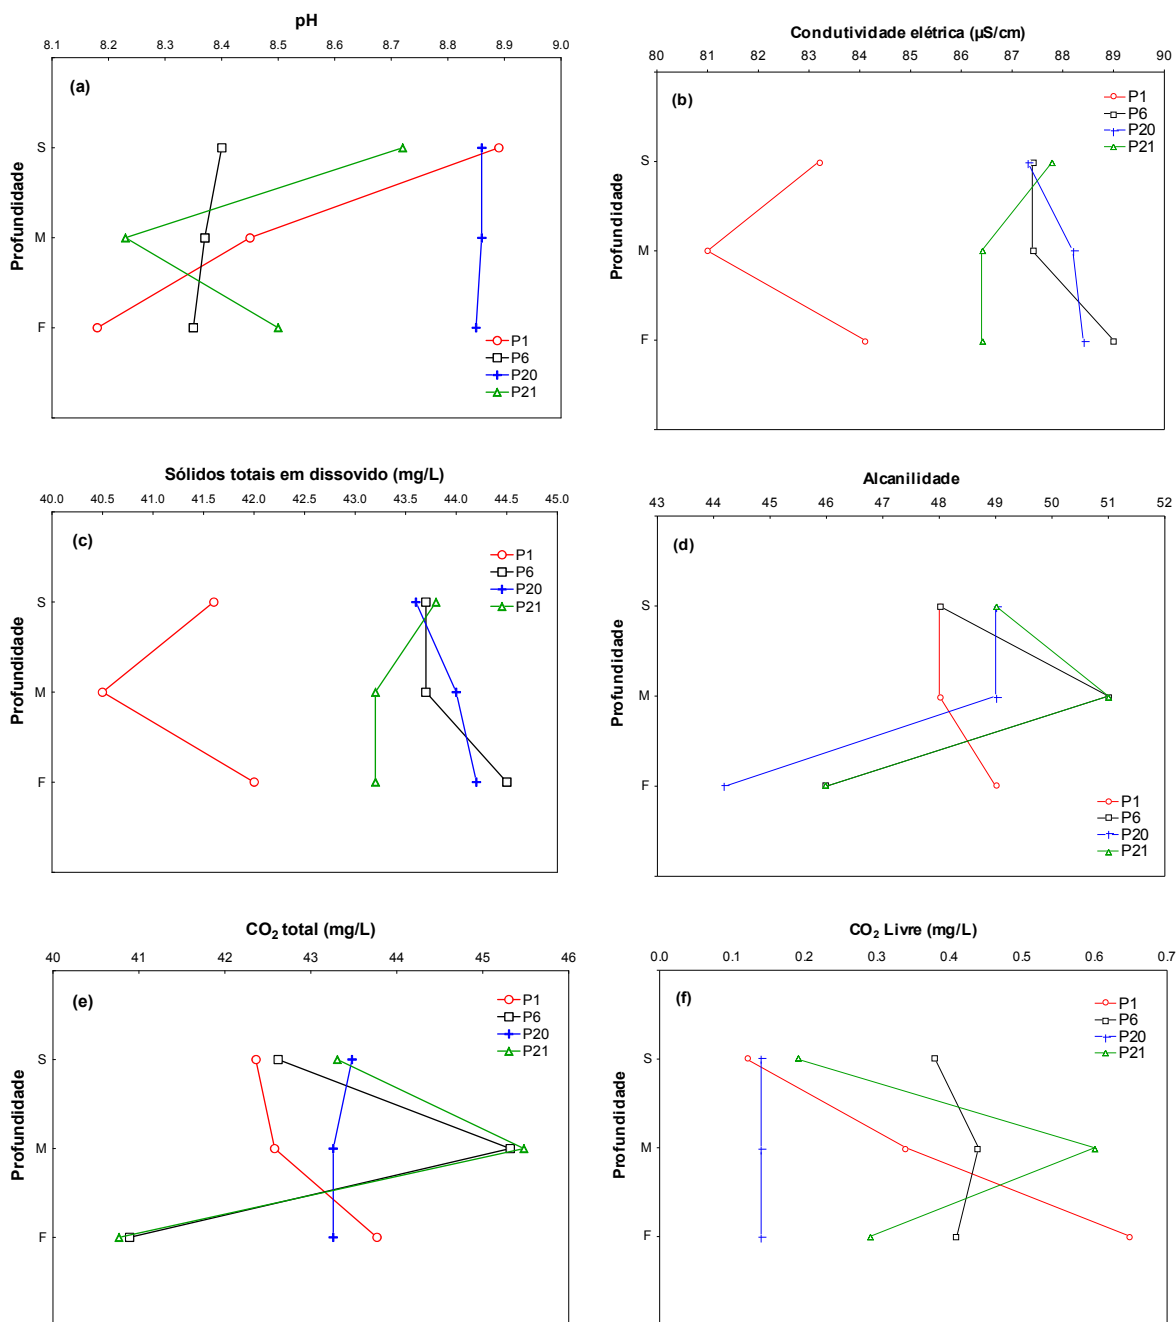 pH
8.1 8.2 8.3 8.4 8.5 8.6 8.7 8.8 8.9 9.0
(a)
Profundidade
S
M
F
P1
P6
P20
P21
Condutividade elétrica (µS/cm)
80 81 82 83 84 85 86 87 88 89 90
(b)
Profundidade
S
M
F
P1
P6
P20
P21
Sólidos totais em dissovido (mg/L)
40.0 40.5 41.0 41.5 42.0 42.5 43.0 43.5 44.0 44.5 45.0
(c)
Profundidade
S
M
F
P1
P6
P20
P21
Alcanilidade
43 44 45 46 47 48 49 50 51 52
(d)
Profundidade
S
M
F
P1
P6
P20
P21
CO₂ total (mg/L)
40 41 42 43 44 45 46
(e)
Profundidade
S
M
F
P1
P6
P20
P21
CO₂ Livre (mg/L)
0.0 0.1 0.2 0.3 0.4 0.5 0.6 0.7
(f)
Profundidade
S
M
F
P1
P6
P20
P21